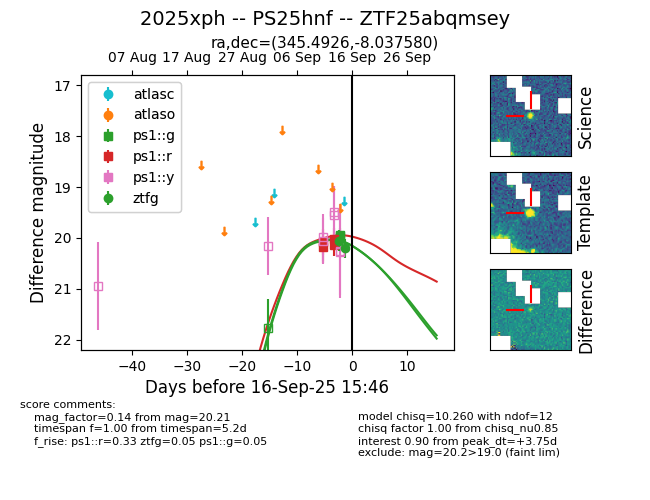 2025xph -- PS25hnf -- ZTF25abqmsey
ra,dec=(345.4926,-8.037580)
07 Aug 17 Aug 27 Aug 06 Sep 16 Sep 26 Sep
17
18
19
20
21
22
Difference magnitude
atlasc
atlaso
ps1::g
ps1::r
ps1::y
ztfg
−40 −30 −20 −10 0 10
Days before 16-Sep-25 15:46
Science
Template
Difference
score comments:
mag_factor=0.14 from mag=20.21
timespan f=1.00 from timespan=5.2d
f_rise: ps1::r=0.33 ztfg=0.05 ps1::g=0.05
model chisq=10.260 with ndof=12
chisq factor 1.00 from chisq_nu0.85
interest 0.90 from peak_dt=+3.75d
exclude: mag=20.2>19.0 (faint lim)